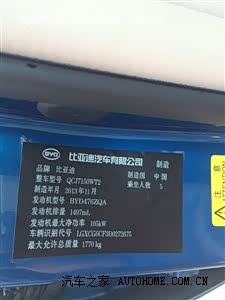 BYD 比亚迪汽车有限公司 制造
品牌 比亚迪 制造国 中国
整车型号 QCJ7150WT2 乘坐人数 5
制造年月 2013年11月
发动机型号 BYD476ZQA
发动机排量 1497mL
发动机最大净功率 105kW
车辆识别代号 LGXCG6CF3D0272675
最大允许总质量 1770kg
汽车之家 AUTOHOME.COM.CN